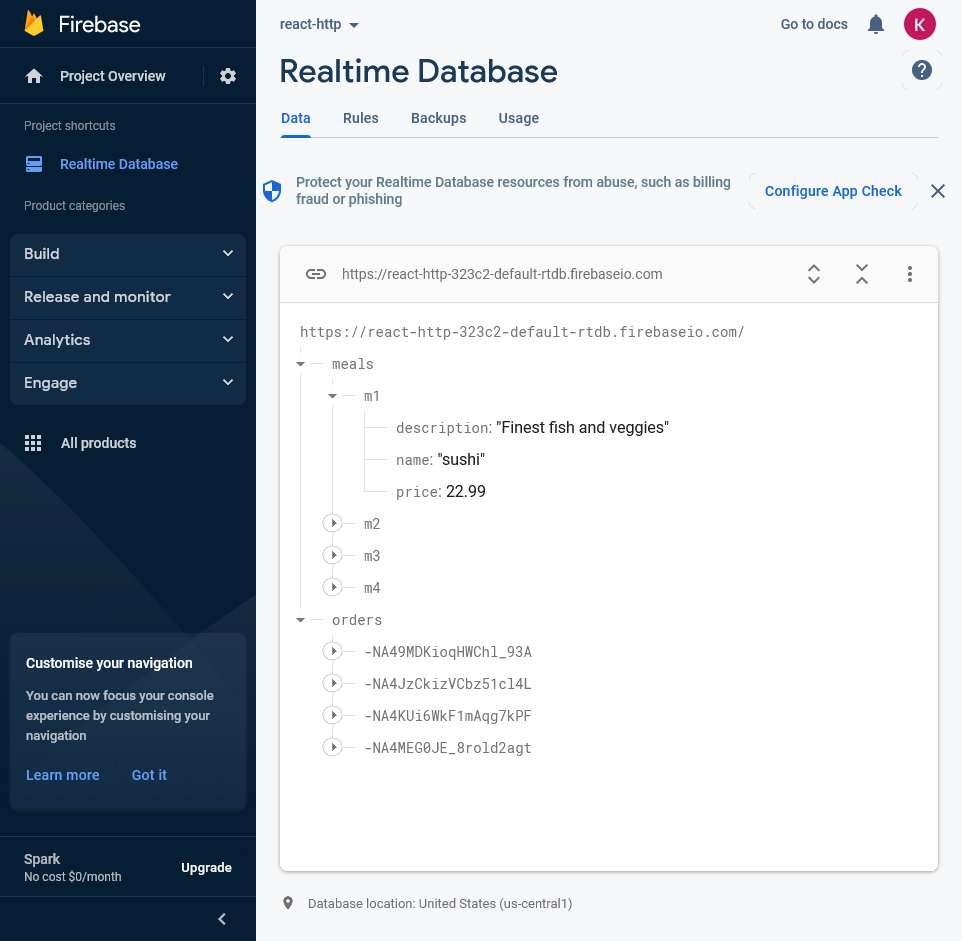 Firebase
Project Overview
Project shortcuts
Realtime Database
Product categories
Build
Release and monitor
Analytics
Engage
All products
Customise your navigation
You can now focus your console
experience by customising your
navigation
Learn more Got it
Spark
No cost $0/month
Upgrade
react-http
Go to docs
K
Realtime Database
Data Rules Backups Usage
Protect your Realtime Database resources from abuse, such as billing
fraud or phishing
Configure App Check
https://react-http-323c2-default-rtdb.firebaseio.com
https://react-http-323c2-default-rtdb.firebaseio.com/
meals
m1
description: "Finest fish and veggies"
name: "sushi"
price: 22.99
m2
m3
m4
orders
-NA49MDKioqHWChl_93A
-NA4JzCkizVCbz51cl4L
-NA4KUi6WkF1mAqg7kPF
-NA4MEG0JE_8rold2agt
Database location: United States (us-central1)